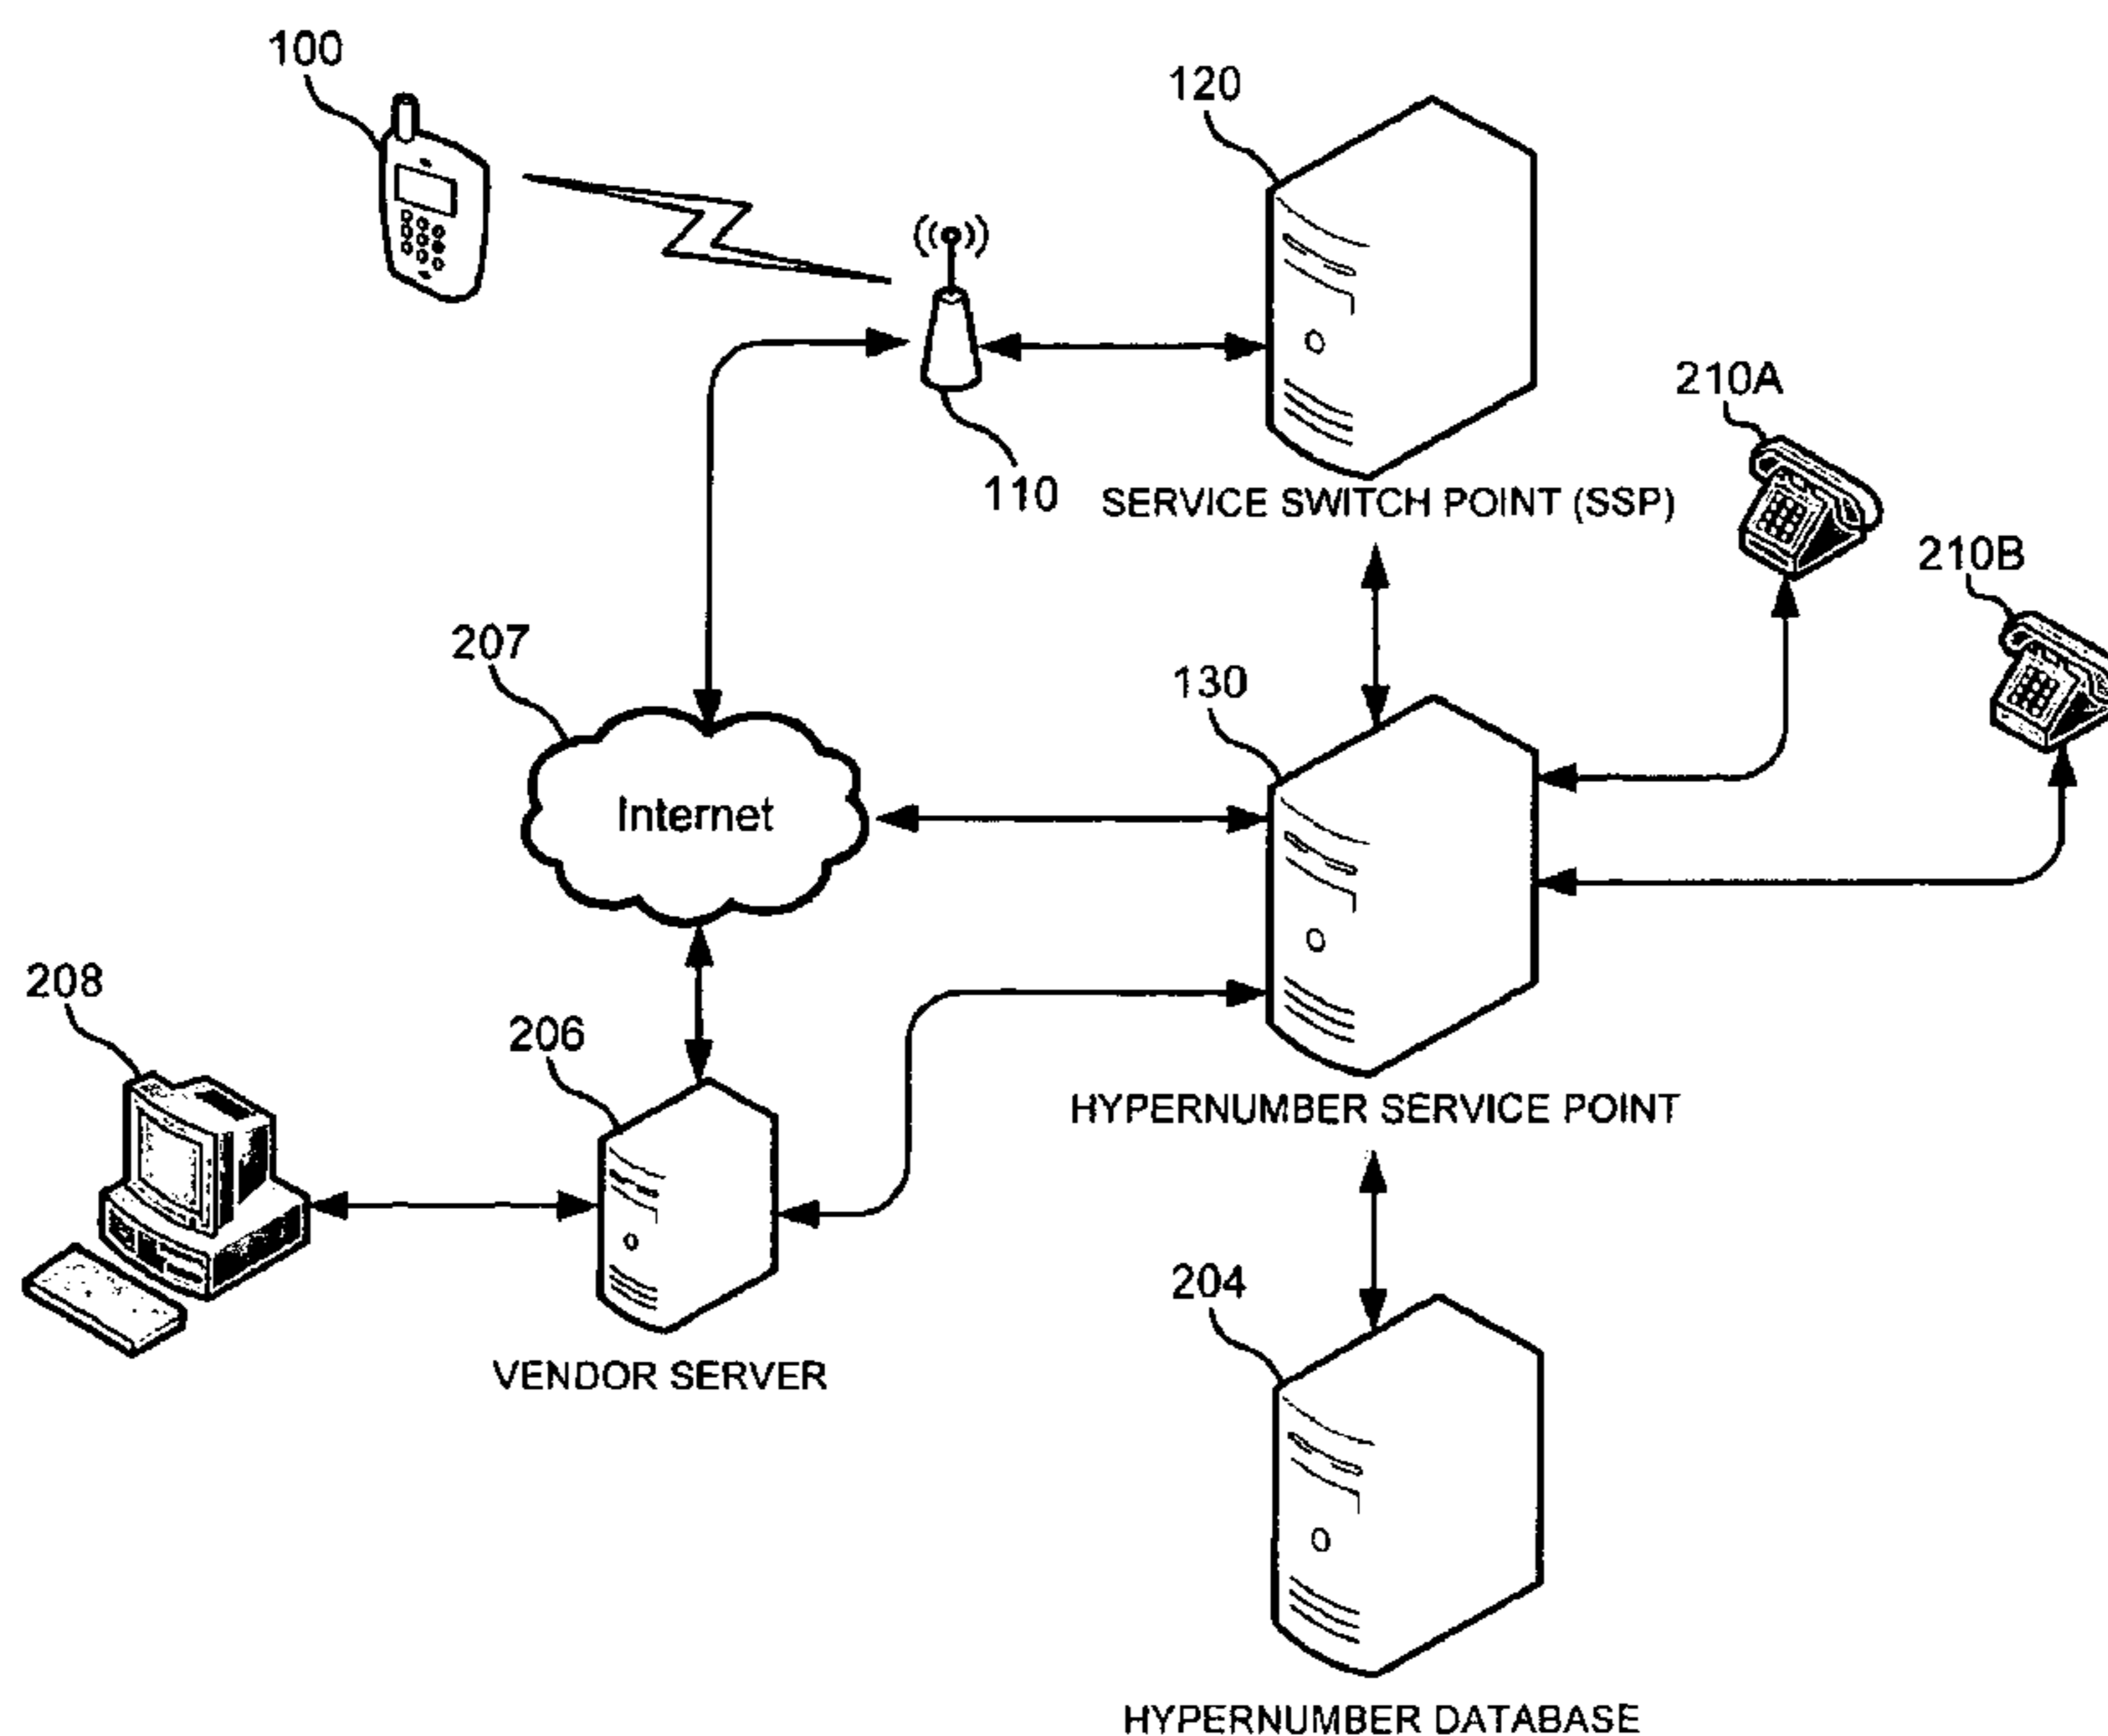 100
120
110
SERVICE SWITCH POINT (SSP)
210A
210B
207
130
Internet
208
206
HYPERNUMBER SERVICE POINT
204
VENDOR SERVER
HYPERNUMBER DATABASE